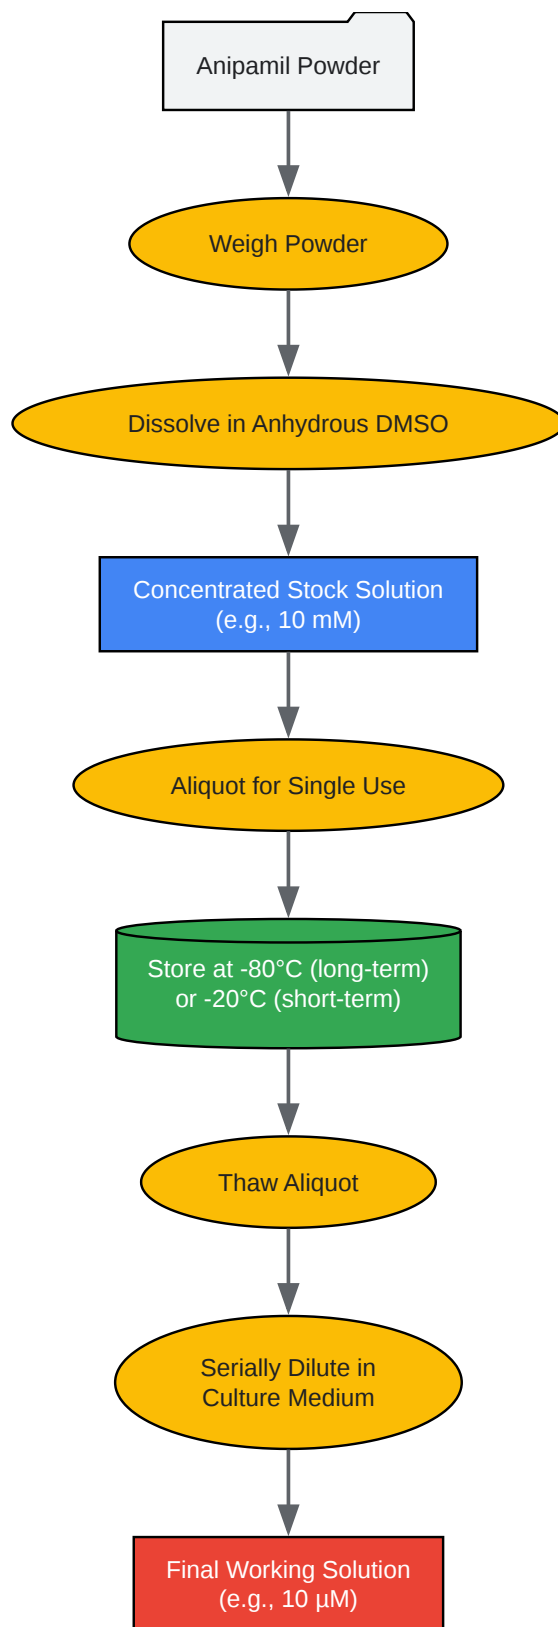 Anipamil Powder
Weigh Powder
Dissolve in Anhydrous DMSO
Concentrated Stock Solution
(e.g., 10 mM)
Aliquot for Single Use
Store at -80°C (long-term)
or -20°C (short-term)
Thaw Aliquot
Serially Dilute in
Culture Medium
Final Working Solution
(e.g., 10 µM)